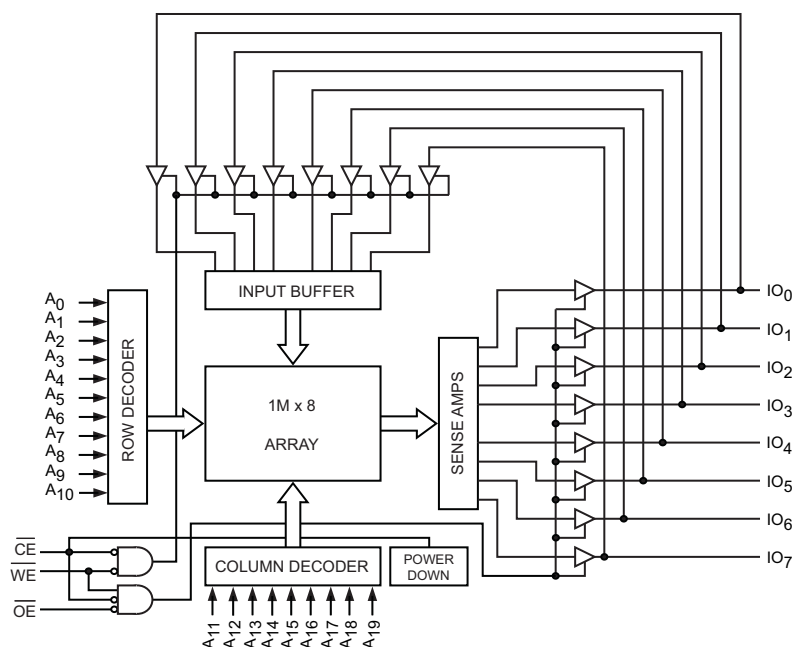 INPUT BUFFER
A0
A1
A2
A3
A4
A5
A6
A7
A8
A9
A10
ROW DECODER
1M x 8
ARRAY
SENSE AMPS
IO0
IO1
IO2
IO3
IO4
IO5
IO6
IO7
CE
WE
OE
COLUMN DECODER
POWER
DOWN
A11
A12
A13
A14
A15
A16
A17
A18
A19